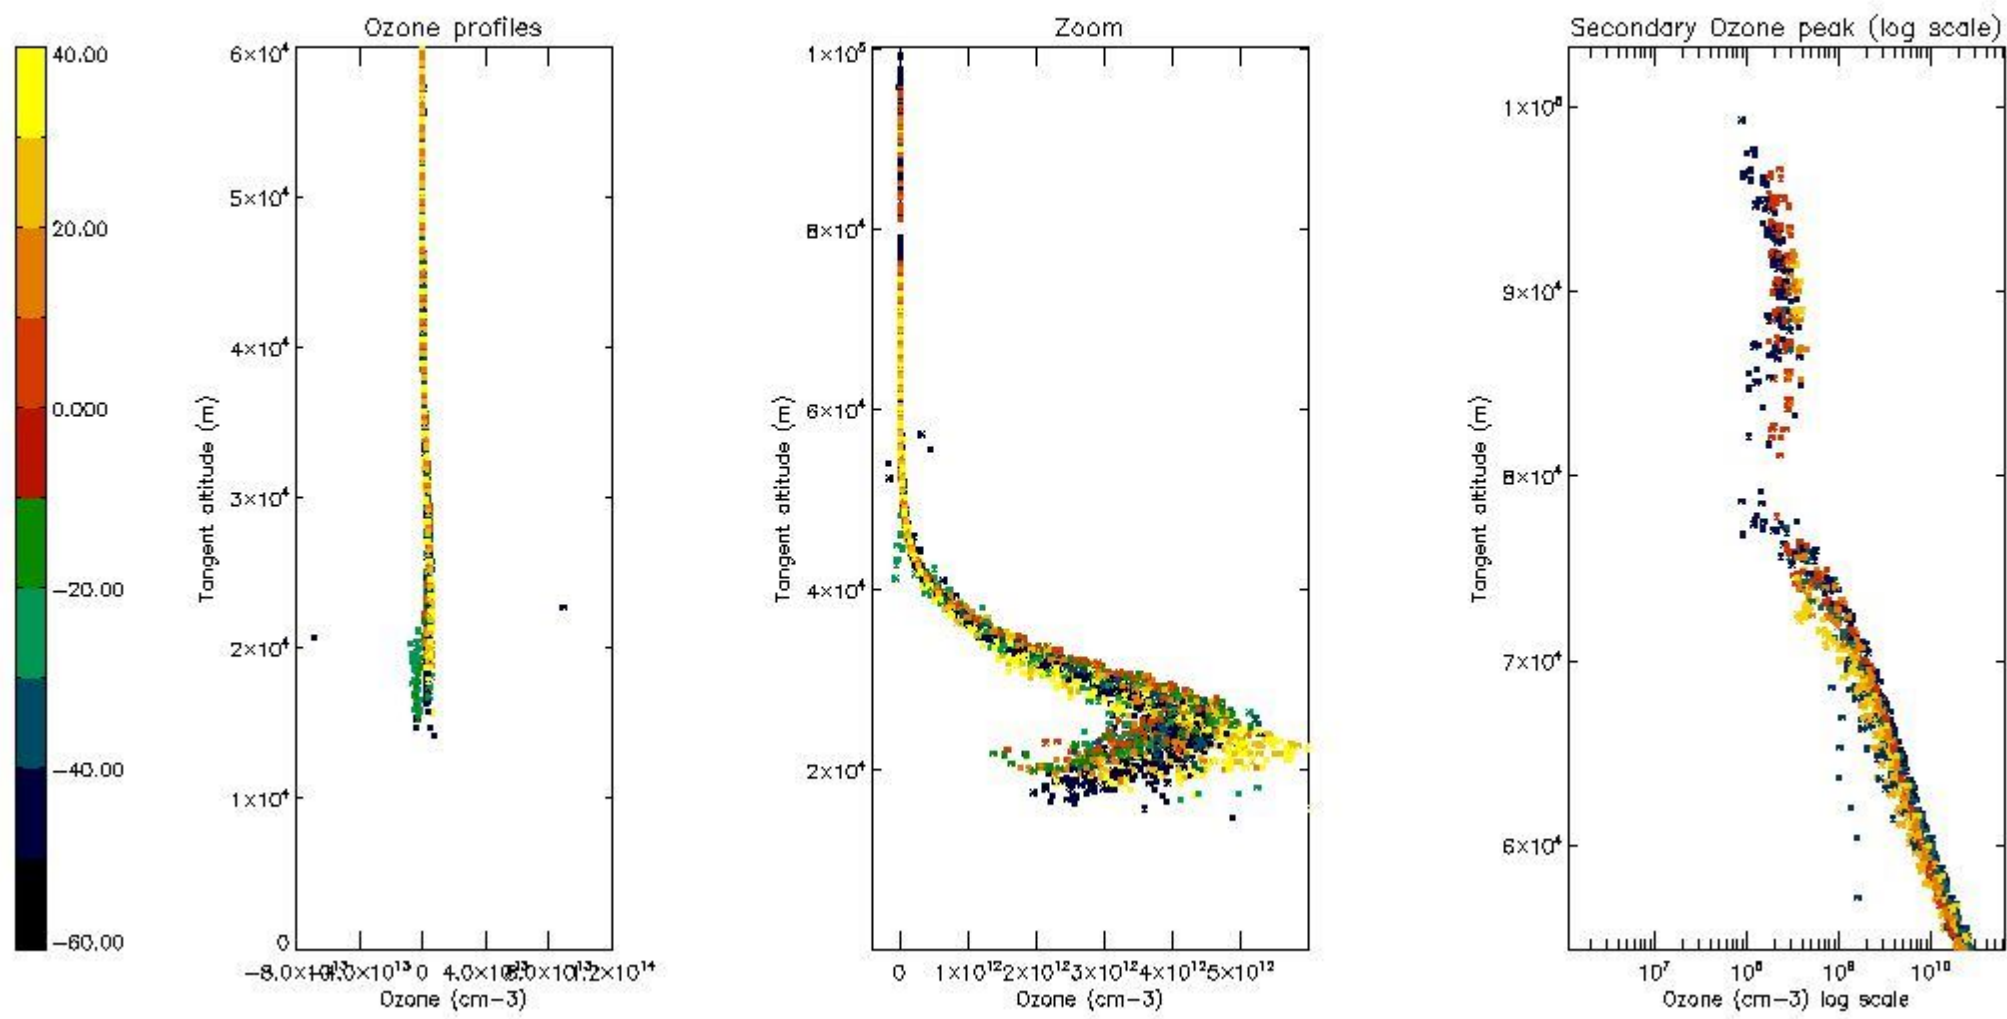 Ozone profiles
Zoom
Secondary Ozone peak (log scale)
40.00
20.00
0.000
−20.00
−40.00
−60.00
6×10⁴
5×10⁴
4×10⁴
3×10⁴
2×10⁴
1×10⁴
0
Tangent altitude (m)
0
4.0×10¹³
1.2×10¹⁴
Ozone (cm−3)
1×10⁵
8×10⁴
6×10⁴
4×10⁴
2×10⁴
Tangent altitude (m)
0 1×10¹² 2×10¹² 3×10¹² 4×10¹² 5×10¹²
Ozone (cm−3)
1×10⁵
9×10⁴
8×10⁴
7×10⁴
6×10⁴
Tangent altitude (m)
10⁷ 10⁸ 10⁹ 10¹⁰
Ozone (cm−3) log scale